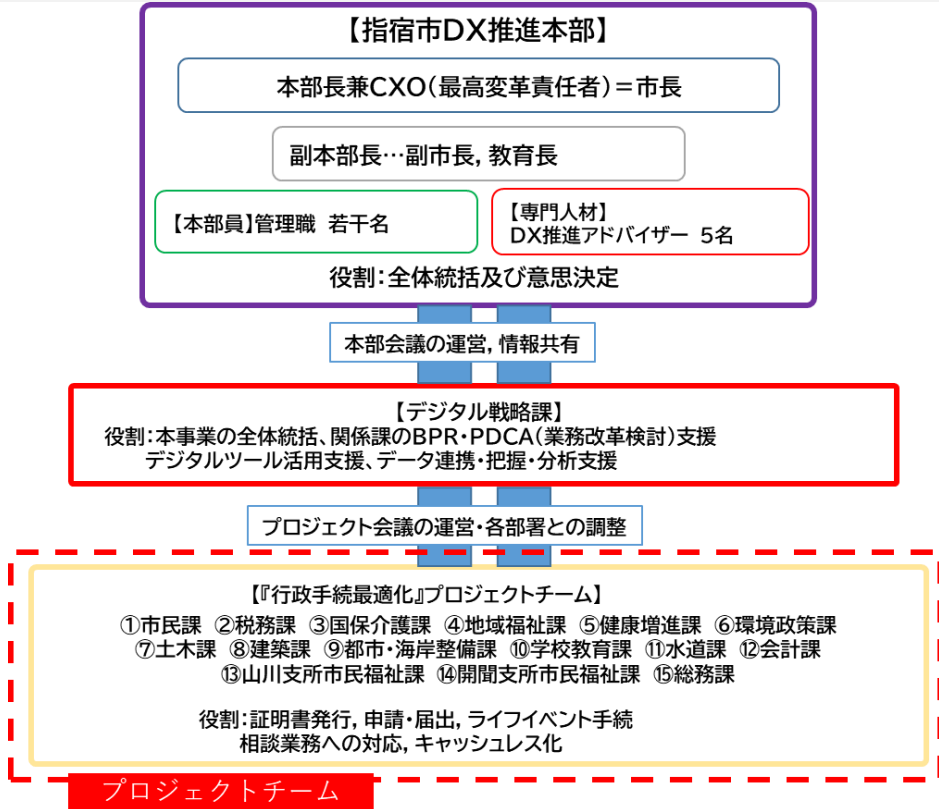 【指宿市DX推進本部】
本部長兼CXO(最高変革責任者)＝市長
副本部長…副市長，教育長
【本部員】管理職 若干名
【専門人材】
DX推進アドバイザー 5名
役割：全体統括及び意思決定
本部会議の運営，情報共有
【デジタル戦略課】
役割：本事業の全体統括、関係課のBPR・PDCA(業務改革検討)支援
デジタルツール活用支援、データ連携・把握・分析支援
プロジェクト会議の運営・各部署との調整
【『行政手続最適化』プロジェクトチーム】
①市民課 ②税務課 ③国保介護課 ④地域福祉課 ⑤健康増進課 ⑥環境政策課
⑦土木課 ⑧建築課 ⑨都市・海岸整備課 ⑩学校教育課 ⑪水道課 ⑫会計課
⑬山川支所市民福祉課 ⑭開聞支所市民福祉課 ⑮総務課
役割：証明書発行，申請・届出，ライフイベント手続
相談業務への対応，キャッシュレス化
プロジェクトチーム